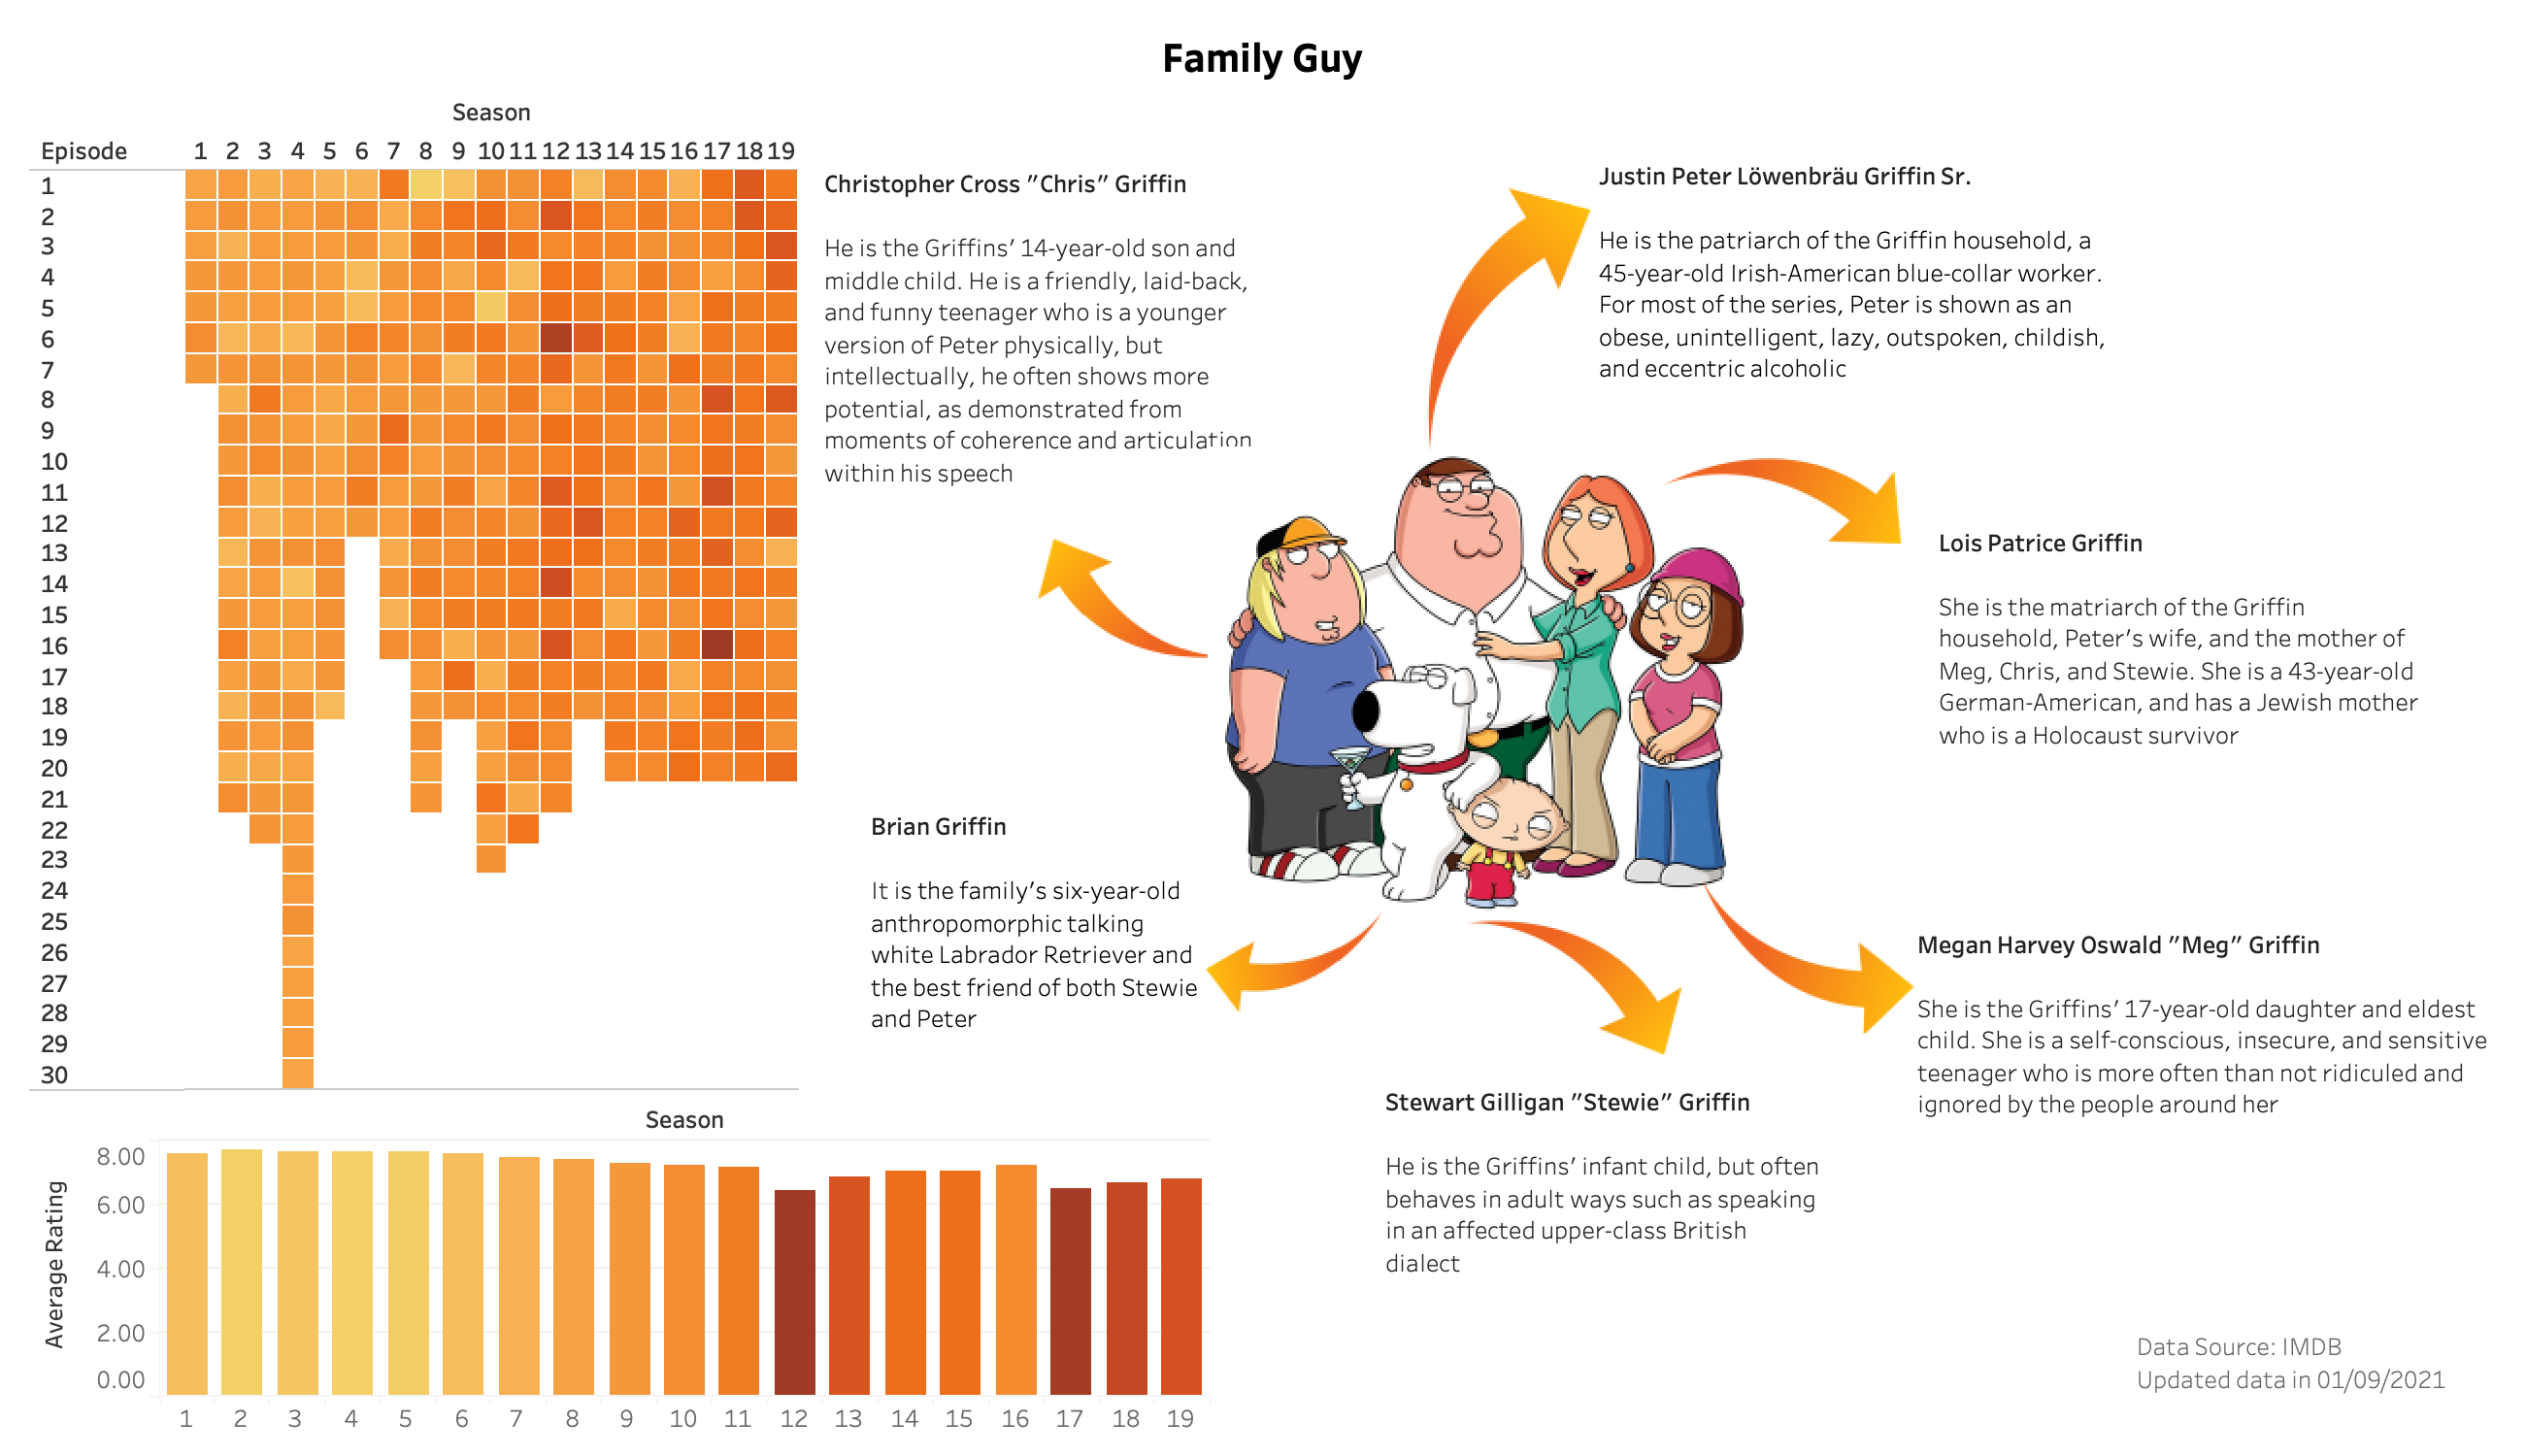 Family Guy
Season
Episode 1 2 3 4 5 6 7 8 9 10 11 12 13 14 15 16 17 18 19
1
2
3
4
5
6
7
8
9
10
11
12
13
14
15
16
17
18
19
20
21
22
23
24
25
26
27
28
29
30
Christopher Cross "Chris" Griffin
He is the Griffins' 14-year-old son and
middle child. He is a friendly, laid-back,
and funny teenager who is a younger
version of Peter physically, but
intellectually, he often shows more
potential, as demonstrated from
moments of coherence and articulation
within his speech
Justin Peter Löwenbräu Griffin Sr.
He is the patriarch of the Griffin household, a
45-year-old Irish-American blue-collar worker.
For most of the series, Peter is shown as an
obese, unintelligent, lazy, outspoken, childish,
and eccentric alcoholic
Lois Patrice Griffin
She is the matriarch of the Griffin
household, Peter's wife, and the mother of
Meg, Chris, and Stewie. She is a 43-year-old
German-American, and has a Jewish mother
who is a Holocaust survivor
Brian Griffin
It is the family's six-year-old
anthropomorphic talking
white Labrador Retriever and
the best friend of both Stewie
and Peter
Megan Harvey Oswald "Meg" Griffin
She is the Griffins' 17-year-old daughter and eldest
child. She is a self-conscious, insecure, and sensitive
teenager who is more often than not ridiculed and
ignored by the people around her
Stewart Gilligan "Stewie" Griffin
He is the Griffins' infant child, but often
behaves in adult ways such as speaking
in an affected upper-class British
dialect
Season
Average Rating
8.00
6.00
4.00
2.00
0.00
1 2 3 4 5 6 7 8 9 10 11 12 13 14 15 16 17 18 19
Data Source: IMDB
Updated data in 01/09/2021